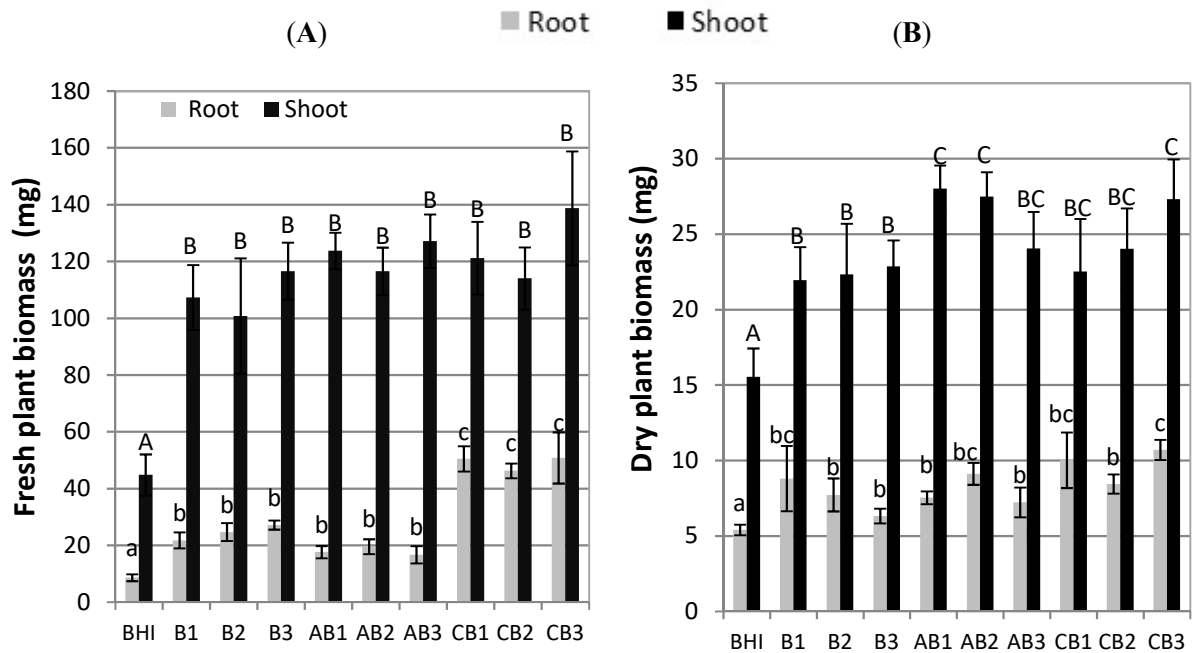 (A) Root Shoot (B)
Root Shoot
Fresh plant biomass (mg)
180
160
140
120
100
80
60
40
20
0
A B B B B B B B B B
a b b b b b b c c c
BHI B1 B2 B3 AB1 AB2 AB3 CB1 CB2 CB3
Dry plant biomass (mg)
35
30
25
20
15
10
5
0
A B B B C C BC BC BC C
a bc b b b bc b bc b c
BHI B1 B2 B3 AB1 AB2 AB3 CB1 CB2 CB3